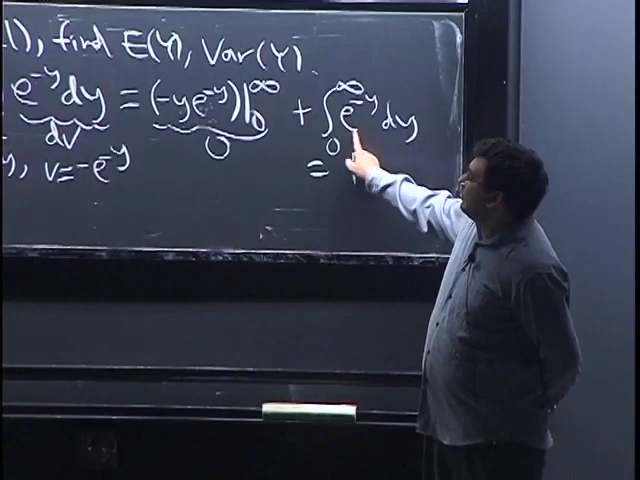 1), find E(Y), Var(Y).
e^{-y}dy = (-ye^{-y})|_0^∞ + ∫_0^∞ e^{-y}dy
dv 0
y, v=-e^{-y} =